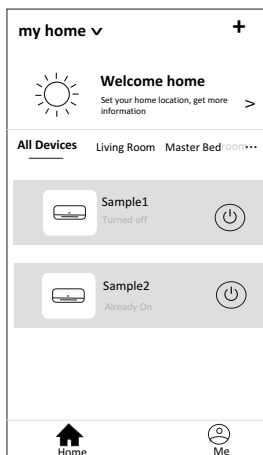 my home
+
Welcome home
Set your home location, get more
information
>
All Devices Living Room Master Bedroom ...
Sample1
Turned off
Sample2
Already On
Home Me